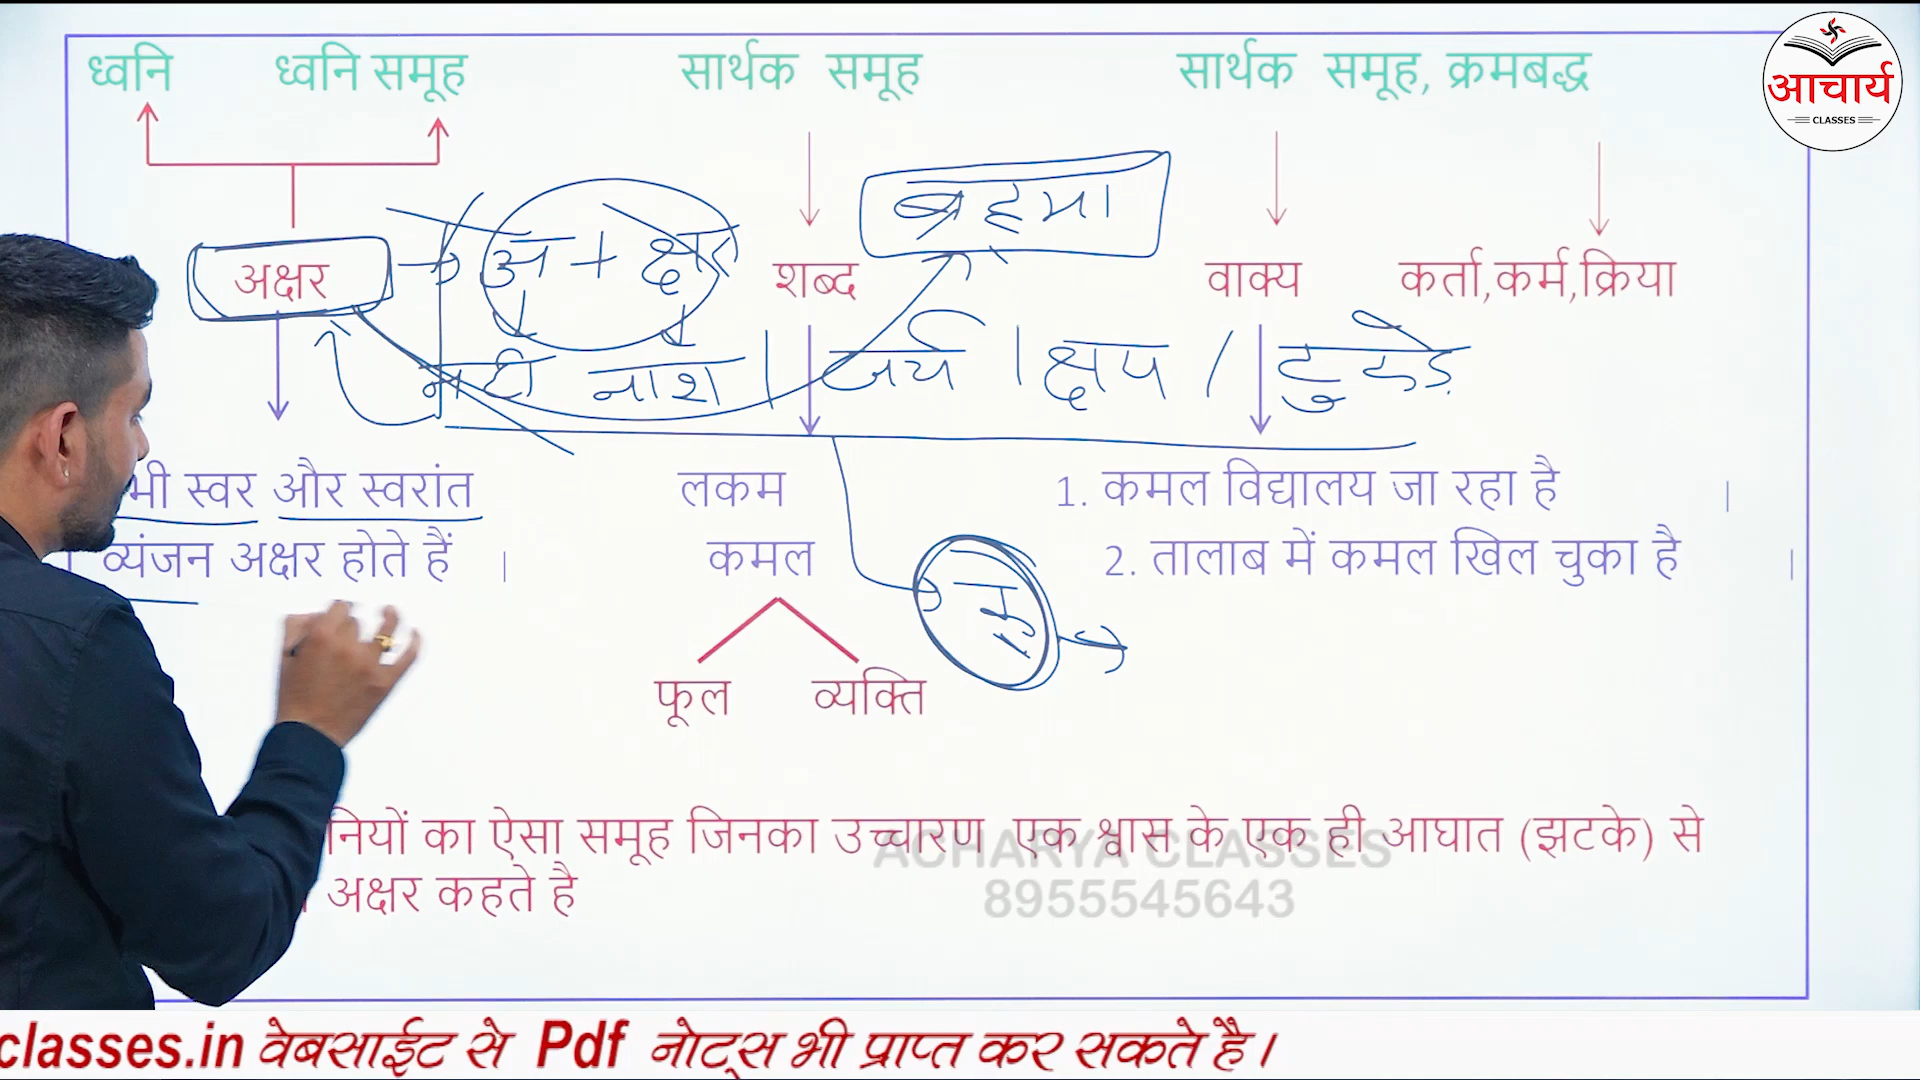 ध्वनि ध्वनि समूह सार्थक समूह सार्थक समूह, क्रमबद्ध
आचार्य
CLASSES
ब्रह्मा
अ + क्षर
अक्षर शब्द वाक्य कर्ता,कर्म,क्रिया
नही नाश | | क्षय / टुकडे
भी स्वर और स्वरांत लकम 1. कमल विद्यालय जा रहा है |
व्यंजन अक्षर होते हैं | कमल 2. तालाब में कमल खिल चुका है |
फूल व्यक्ति
नियों का ऐसा समूह जिनका उच्चारण एक श्वास के एक ही आघात (झटके) से
अक्षर कहते है
ACHARYA CLASSES
8955545643
classes.in वेबसाईट से Pdf नोट्स भी प्राप्त कर सकते है।